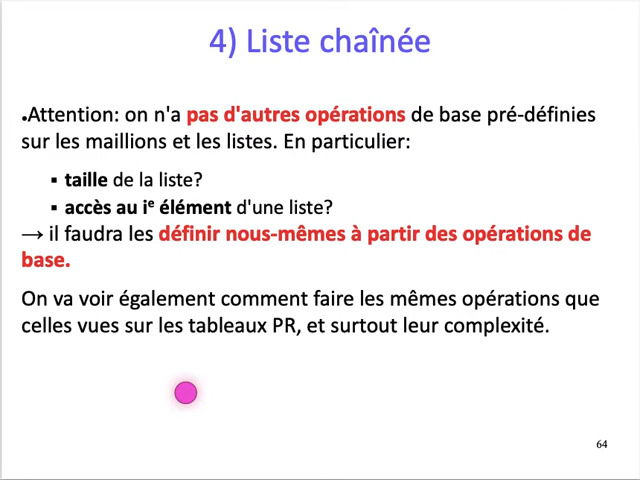 4) Liste chaînée
•Attention: on n'a pas d'autres opérations de base pré-définies
sur les maillions et les listes. En particulier:
▪ taille de la liste?
▪ accès au iᵉ élément d'une liste?
→ il faudra les définir nous-mêmes à partir des opérations de
base.
On va voir également comment faire les mêmes opérations que
celles vues sur les tableaux PR, et surtout leur complexité.
64